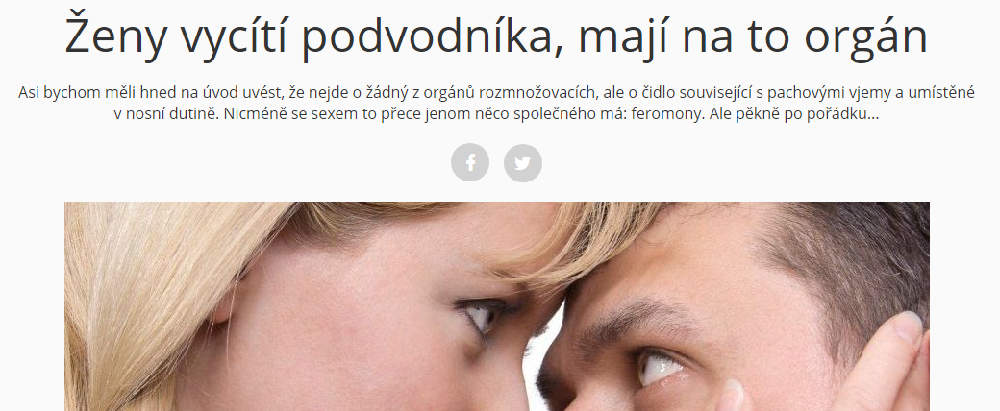 Ženy vycítí podvodníka, mají na to orgán
Asi bychom měli hned na úvod uvést, že nejde o žádný z orgánů rozmnožovacích, ale o čidlo související s pachovými vjemy a umístěné
v nosní dutině. Nicméně se sexem to přece jenom něco společného má: feromony. Ale pěkně po pořádku...